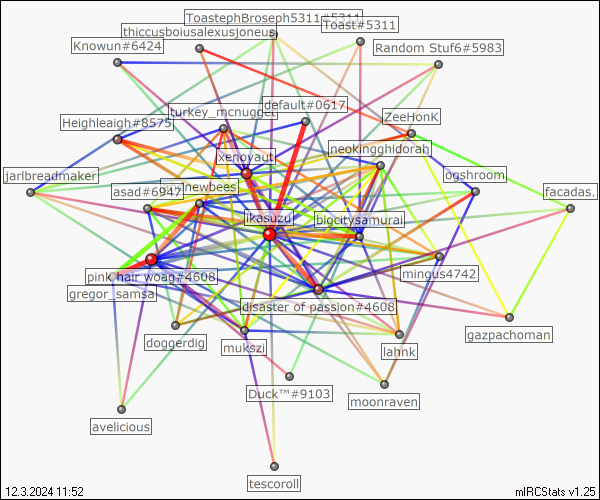 ToastephBroseph5311#5311
Toast#5311
thiccusboiusalexusjoneus
Knowun#6424
Random Stuf6#5983
default#0617
turkey_mcnugget
ZeeHonK
Heighleaigh#8575
neokingghidorah
xenoyaut
jarlbreadmaker
ogshroom
asad#6947
newbees
facadas.
likasuzu
bigcitysamurai
pink hair woag#4608
mingus4742
gregor_samsa
disaster of passion#4608
gazpachoman
doggerdig
mukszi
lahnk
Duck™#9103
moonraven
avelicious
tescoroll
12.3.2024 11:52
mIRCStats v1.25